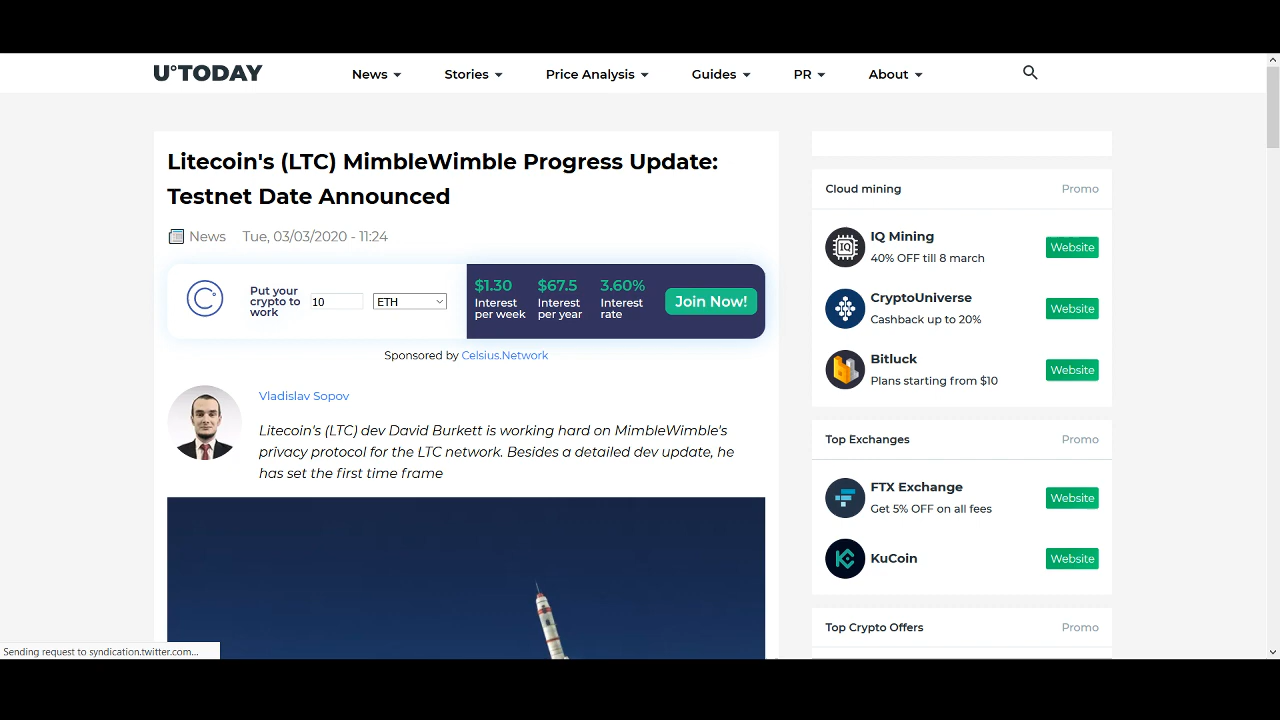 U°TODAY
News
Stories
Price Analysis
Guides
PR
About
Litecoin's (LTC) MimbleWimble Progress Update:
Testnet Date Announced
News Tue, 03/03/2020 - 11:24
Put your
crypto to
work
10
ETH
$1.30
Interest
per week
$67.5
Interest
per year
3.60%
Interest
rate
Join Now!
Sponsored by Celsius.Network
Vladislav Sopov
Litecoin's (LTC) dev David Burkett is working hard on MimbleWimble's
privacy protocol for the LTC network. Besides a detailed dev update, he
has set the first time frame
Cloud mining Promo
IQ
IQ Mining
40% OFF till 8 march
Website
CryptoUniverse
Cashback up to 20%
Website
Bitluck
Plans starting from $10
Website
Top Exchanges Promo
FTX Exchange
Get 5% OFF on all fees
Website
KuCoin
Website
Top Crypto Offers Promo
Sending request to syndication.twitter.com...